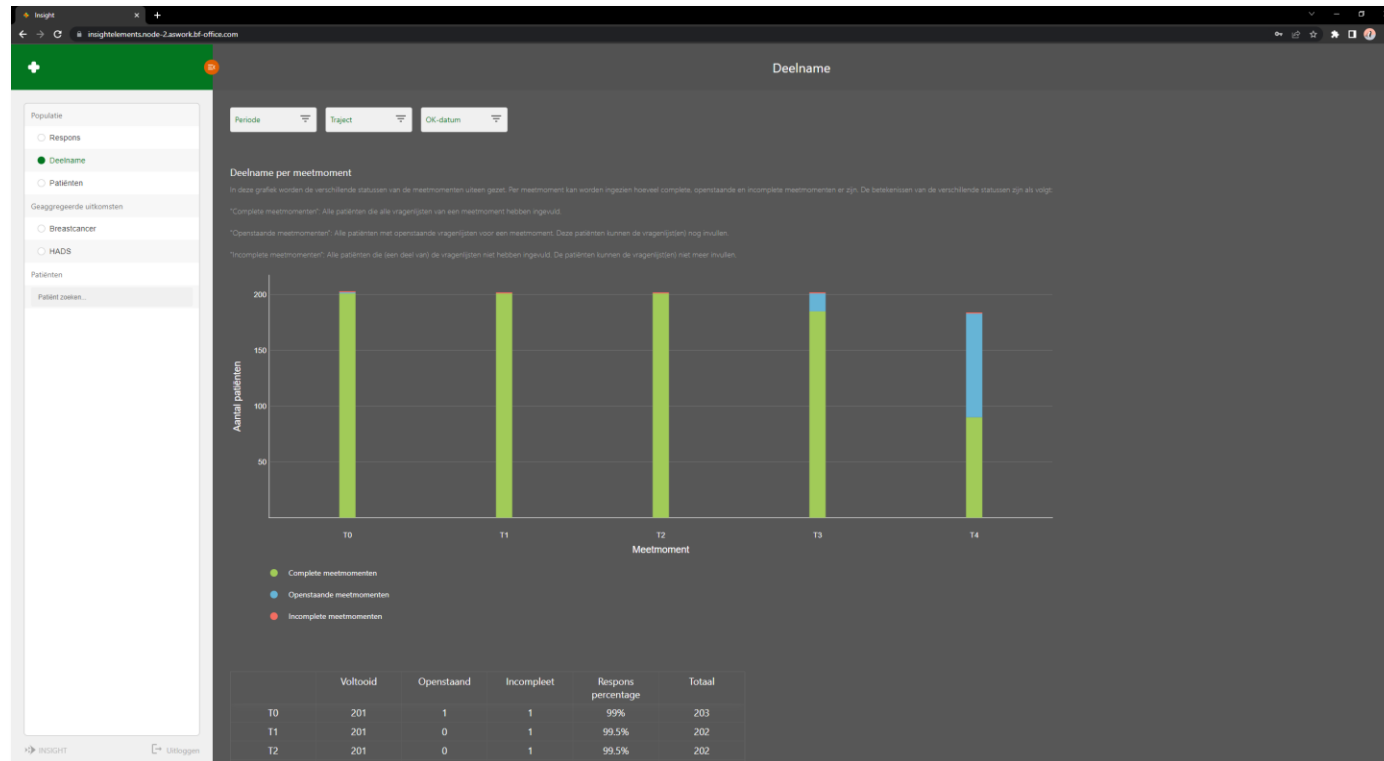 Insight
insightelements.node-2.aswork.bf-office.com
Deelname
Populatie
Respons
Deelname
Patiënten
Geaggregeerde uitkomsten
Breastcancer
HADS
Patiënten
Patiënt zoeken...
INSIGHT
Uitloggen
Periode
Traject
OK-datum
Deelname per meetmoment
In deze grafiek worden de verschillende statussen van de meetmomenten uiteen gezet. Per meetmoment kan worden ingezien hoeveel complete, openstaande en incomplete meetmomenten er zijn. De betekenissen van de verschillende statussen zijn als volgt:
"Complete meetmomenten": Alle patiënten die alle vragenlijsten van een meetmoment hebben ingevuld.
"Openstaande meetmomenten": Alle patiënten met openstaande vragenlijsten voor een meetmoment. Deze patiënten kunnen de vragenlijst(en) nog invullen.
"Incomplete meetmomenten": Alle patiënten die (een deel van) de vragenlijsten niet hebben ingevuld. De patiënten kunnen de vragenlijst(en) niet meer invullen.
Aantal patiënten
200
150
100
50
T0 T1 T2 T3 T4
Meetmoment
Complete meetmomenten
Openstaande meetmomenten
Incomplete meetmomenten
Voltooid Openstaand Incompleet Respons Totaal
percentage
T0 201 1 1 99% 203
T1 201 0 1 99.5% 202
T2 201 0 1 99.5% 202